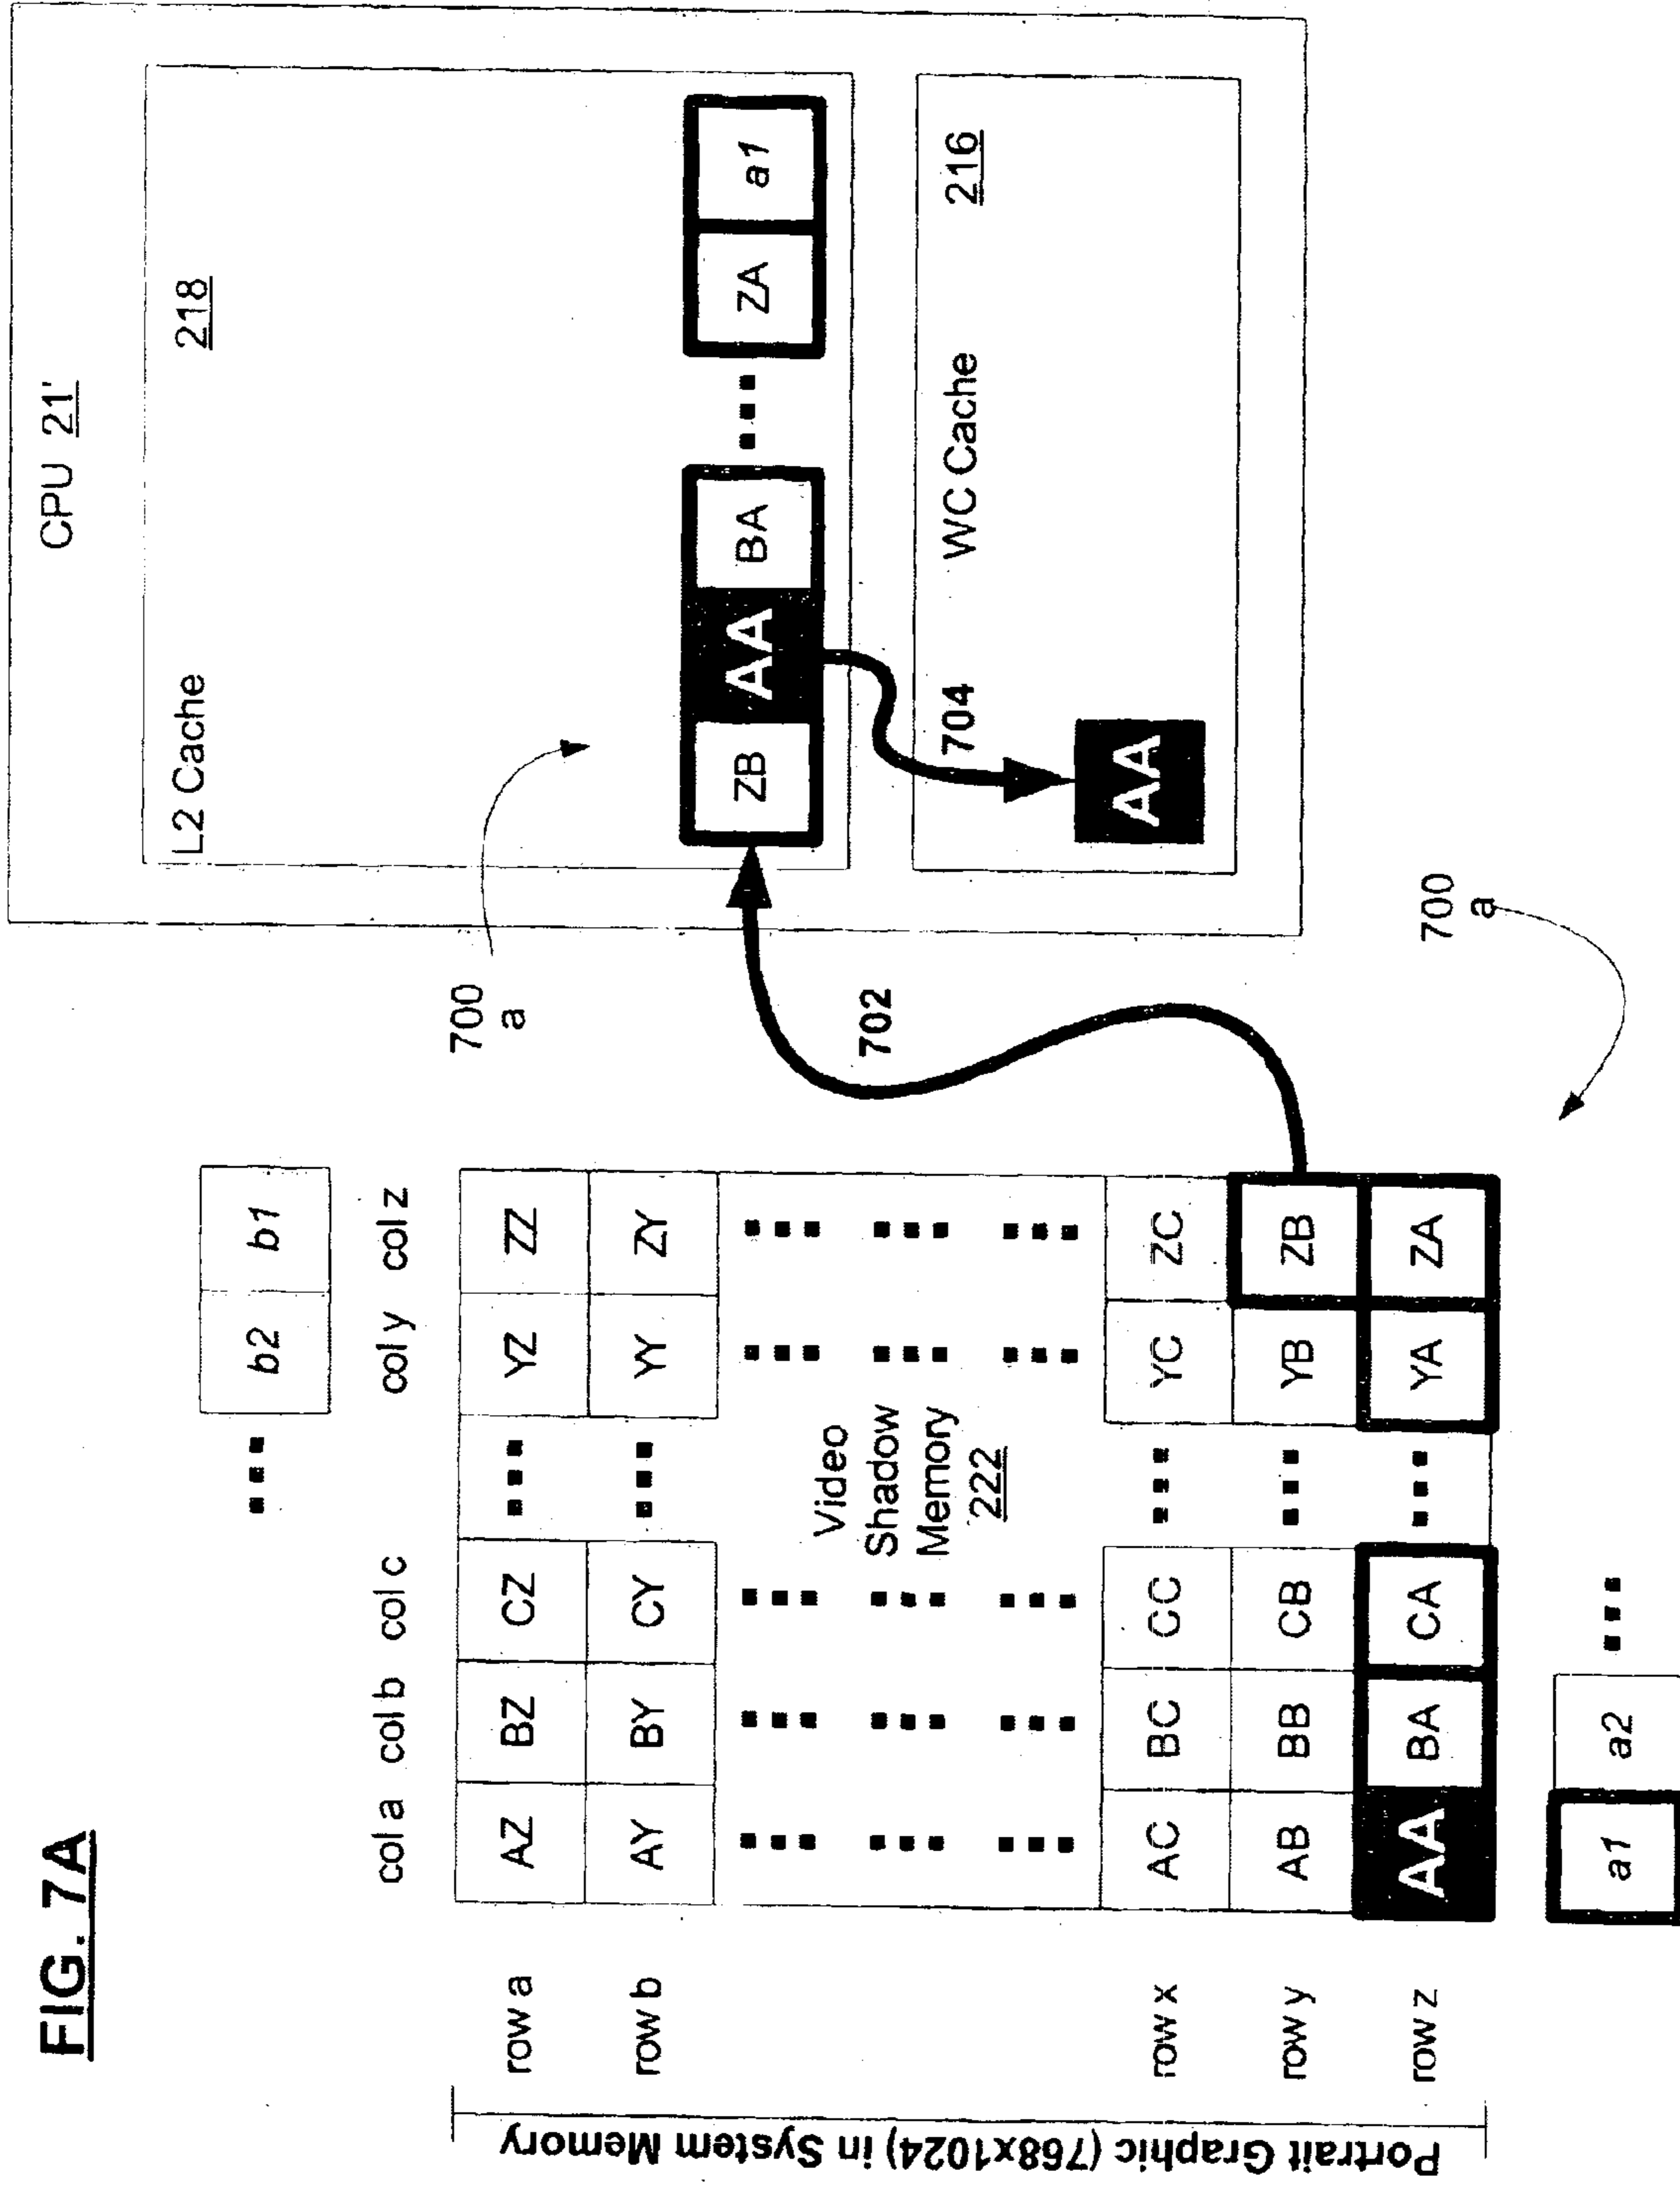 FIG. 7A
b2 b1
col a col b col c col y col z
row a AZ BZ CZ YZ ZZ
row b AY BY CY YY ZY
Video
Shadow
Memory
222
row x AC BC CC YC ZC
row y AB BB CB YB ZB
row z AA BA CA YA ZA
a1 a2
Portrait Graphic (768x1024) in System Memory
700
a
702
700
a
CPU 21'
L2 Cache 218
ZB AA BA ZA a1
704 WC Cache 216
AA